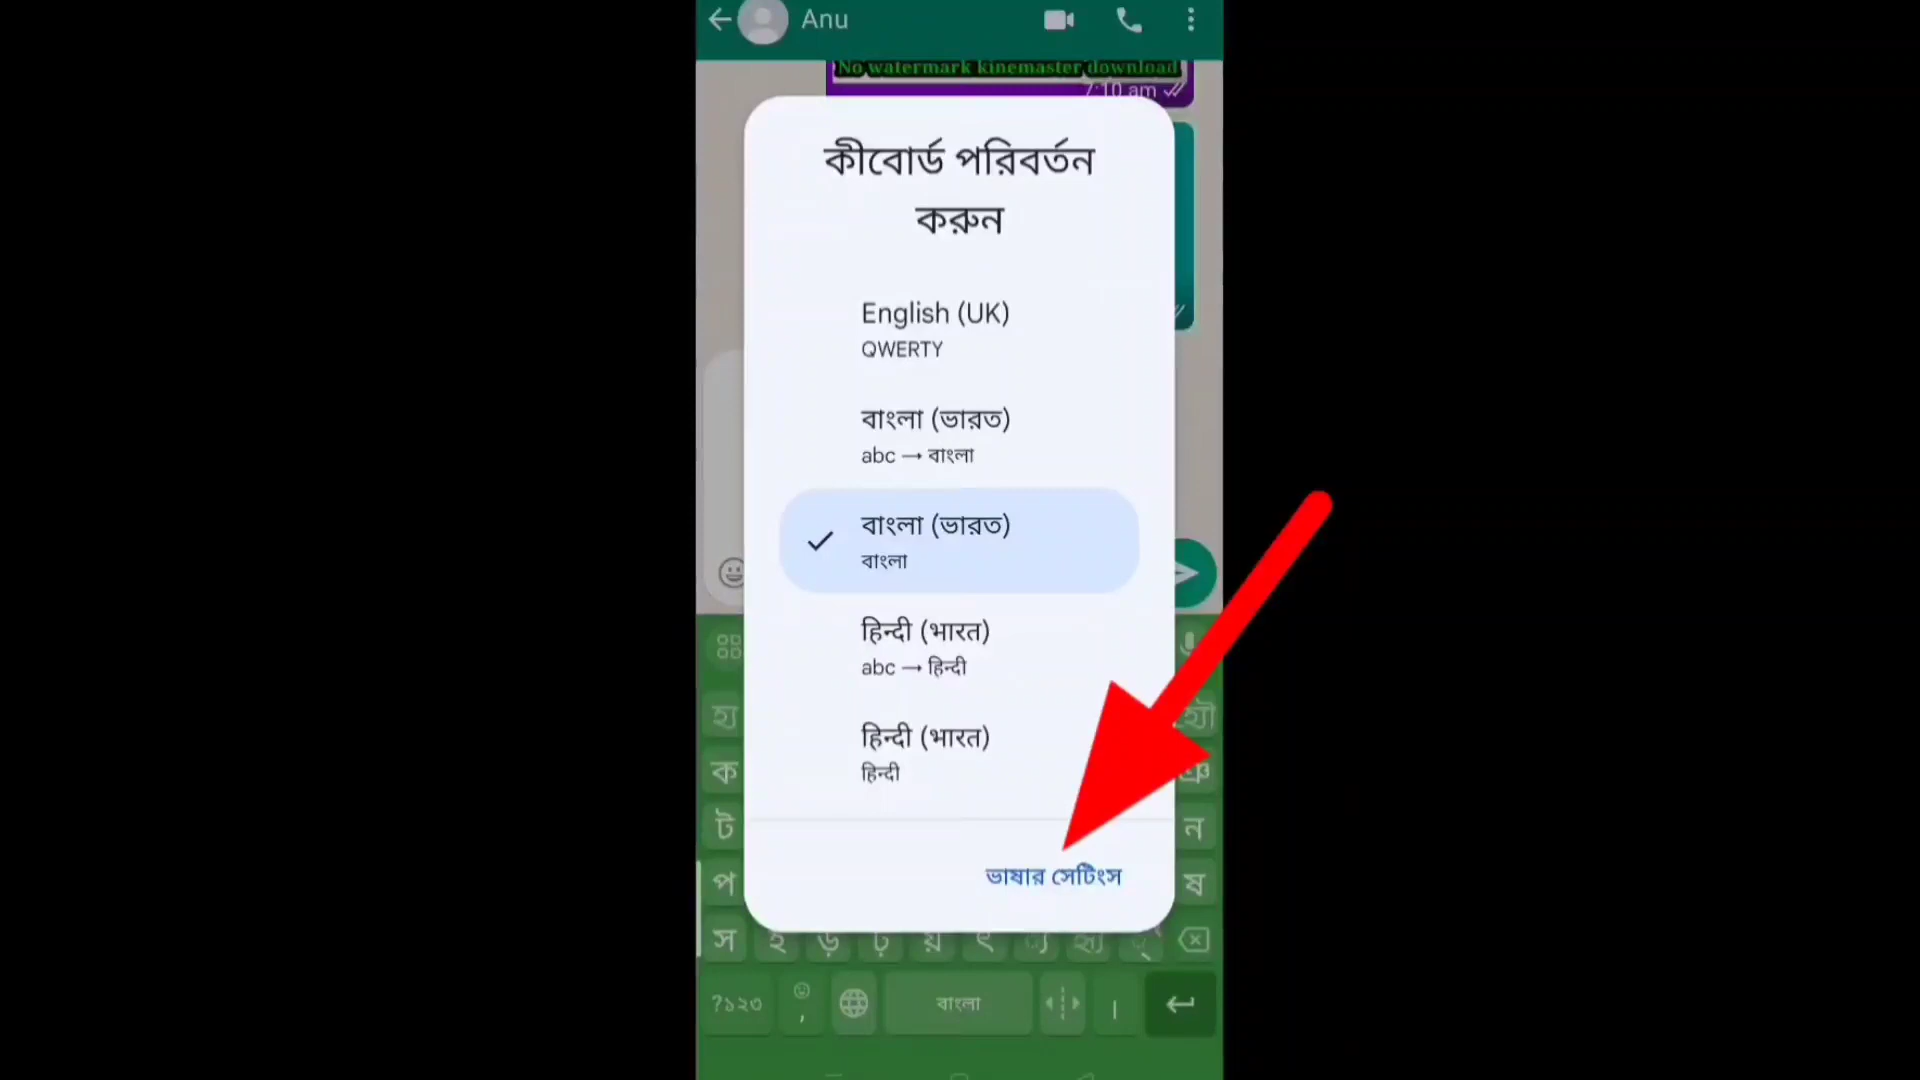 Anu
No watermark kinemaster download
7:10 am
কীবোর্ড পরিবর্তন
করুন
English (UK)
QWERTY
বাংলা (ভারত)
abc → বাংলা
বাংলা (ভারত)
বাংলা
हिन्दी (भारत)
abc → हिन्दी
हिन्दी (भारत)
हिन्दी
ভাষার সেটিংস
ক
ট ন
প ষ
স হ ড় ঢ় য় ৎ
?১২৩ , বাংলা ।